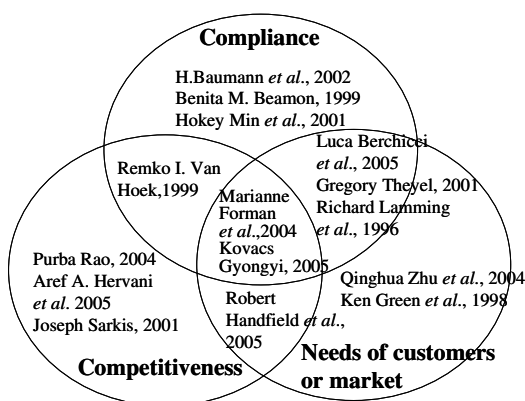 Compliance
H.Baumann et al., 2002
Benita M. Beamon, 1999
Hokey Min et al., 2001
Luca Berchicci
et al., 2005
Gregory Theyel, 2001
Richard Lamming
et al., 1996
Remko I. Van
Hoek,1999
Marianne
Forman
et al.,2004
Kovacs
Gyongyi, 2005
Purba Rao, 2004
Aref A. Hervani
et al. 2005
Joseph Sarkis, 2001
Robert
Handfield et al.,
2005
Qinghua Zhu et al., 2004
Ken Green et al., 1998
Competitiveness
Needs of customers
or market